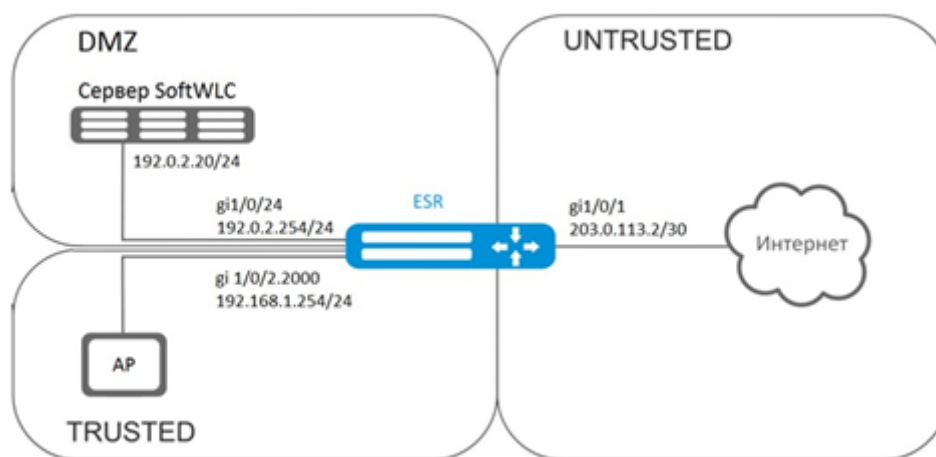 DMZ
Сервер SoftWLC
192.0.2.20/24
gi1/0/24
192.0.2.254/24
ESR
gi 1/0/2.2000
192.168.1.254/24
AP
TRUSTED
UNTRUSTED
gi1/0/1
203.0.113.2/30
Интернет